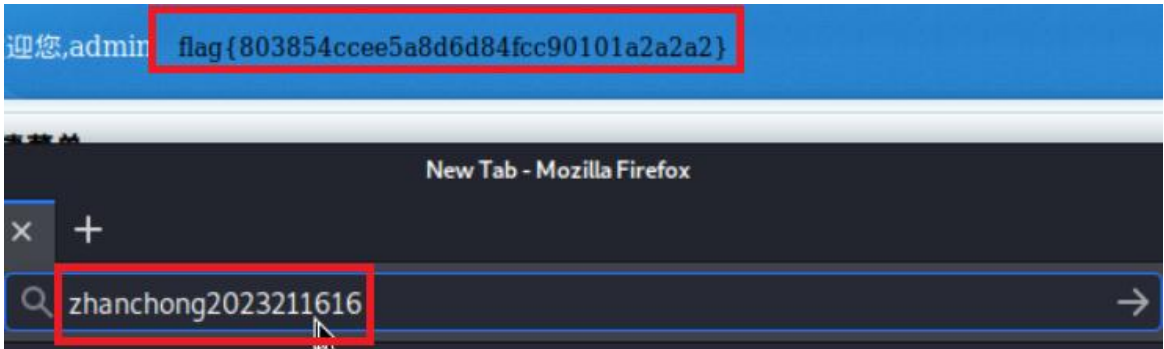 迎您,admin flag{803854ccee5a8d6d84fcc90101a2a2a2}
New Tab - Mozilla Firefox
zhanchong2023211616